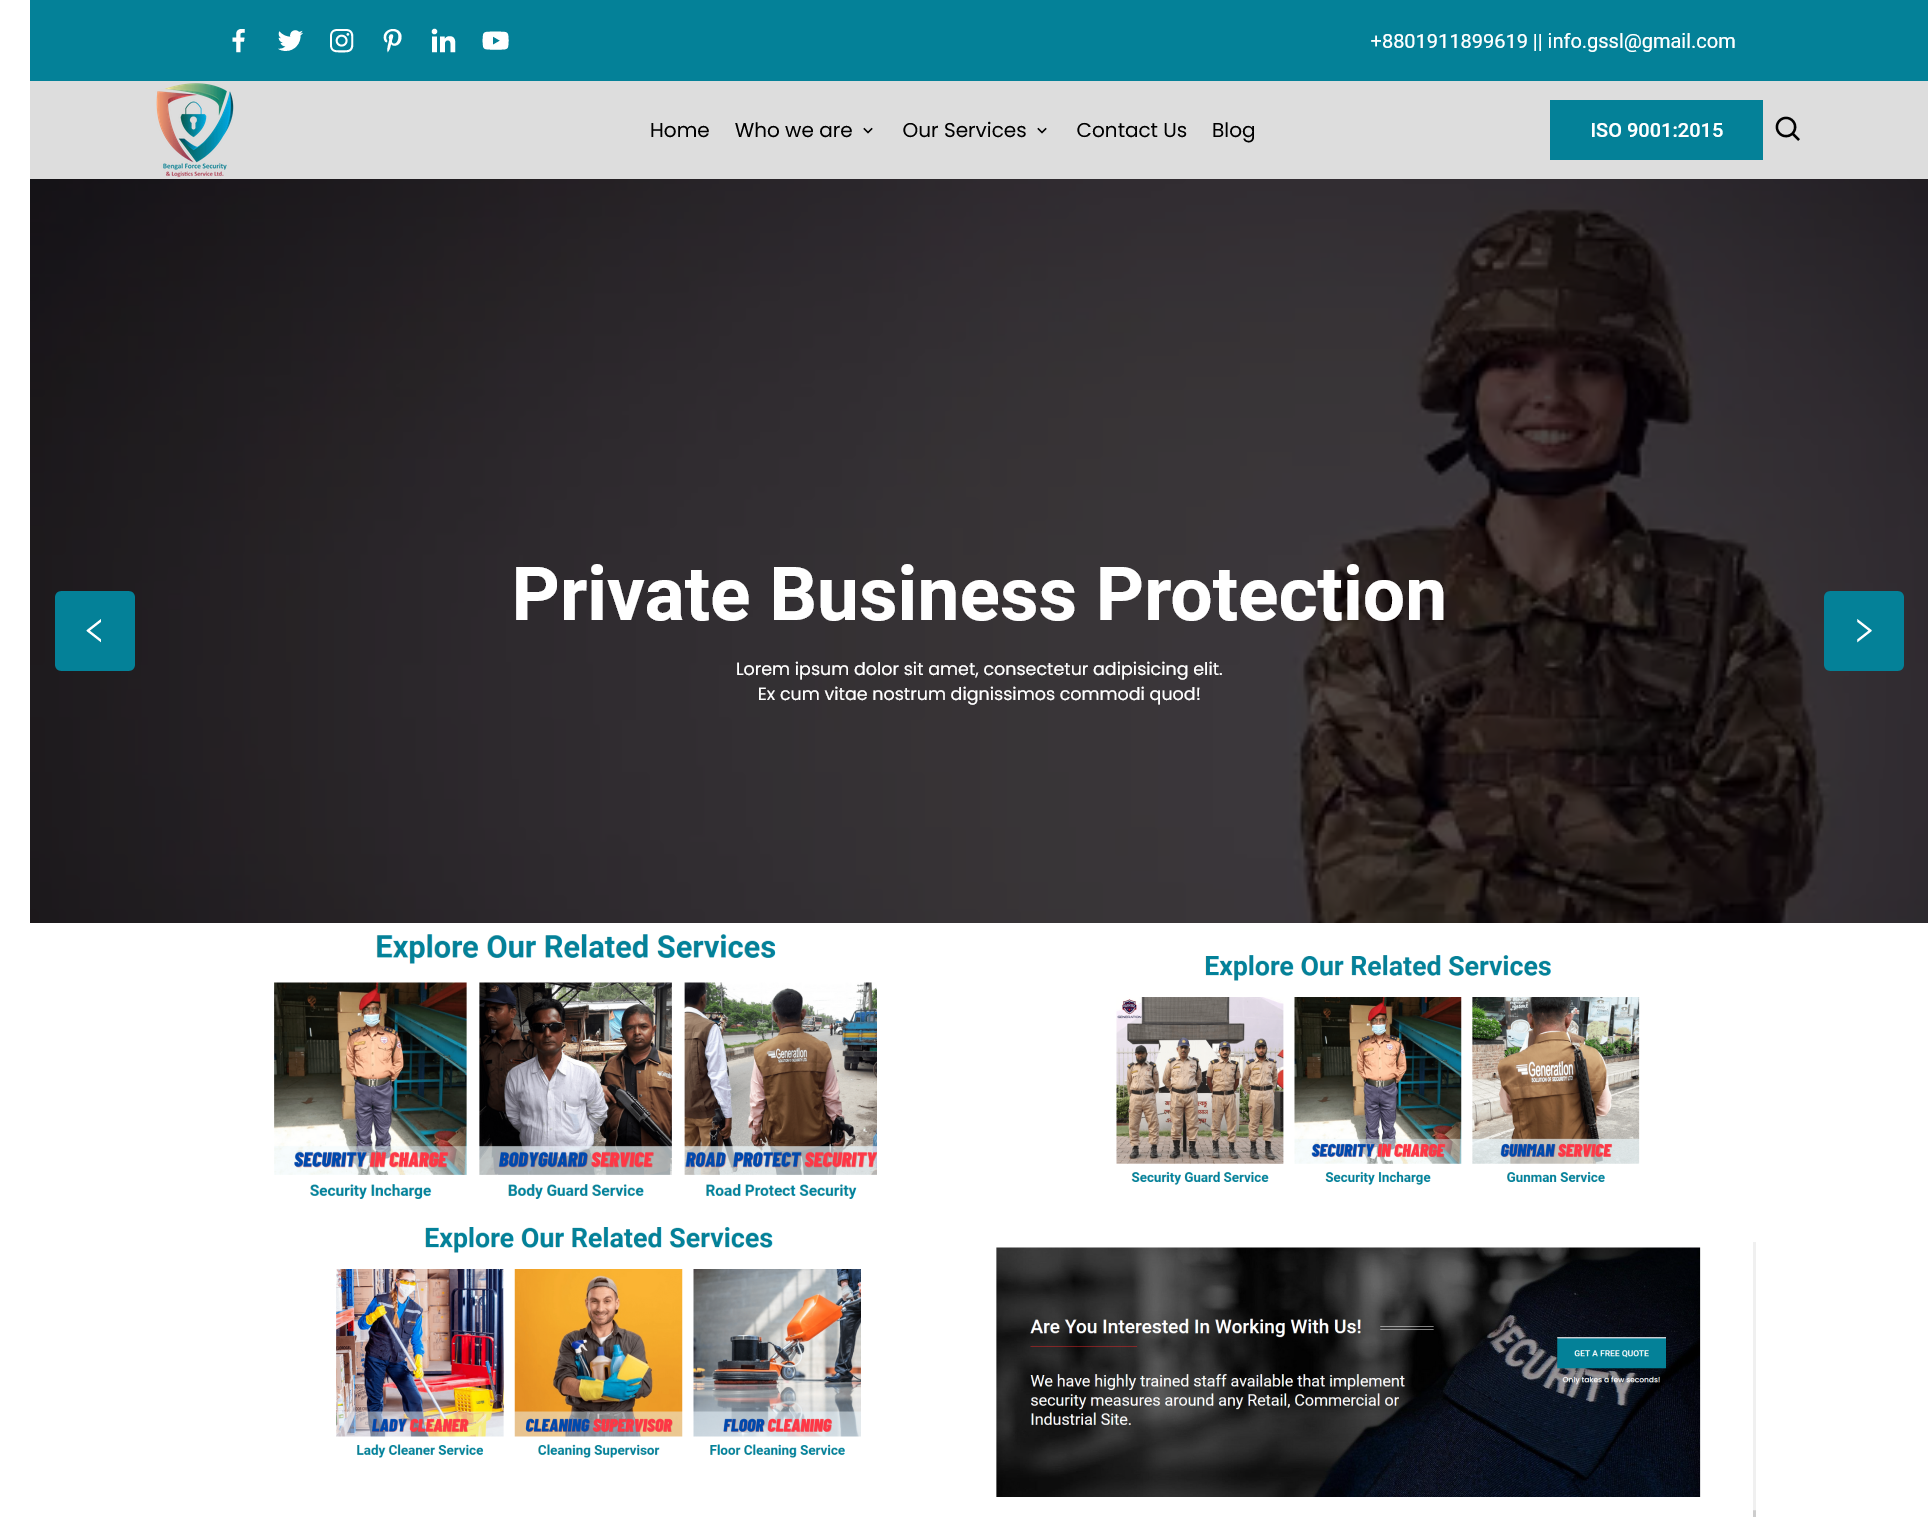 +8801911899619 || info.gssl@gmail.com
Bengal Force Security
& Logistics Service Ltd.
Home Who we are Our Services Contact Us Blog
ISO 9001:2015
Private Business Protection
Lorem ipsum dolor sit amet, consectetur adipisicing elit.
Ex cum vitae nostrum dignissimos commodi quod!
Explore Our Related Services
Generation
SECURITY IN CHARGE
BODYGUARD SERVICE
ROAD PROTECT SECURITY
Security Incharge
Body Guard Service
Road Protect Security
Explore Our Related Services
Generation
SOLUTION OF SECURITY LTD
SECURITY IN CHARGE
GUNMAN SERVICE
Security Guard Service
Security Incharge
Gunman Service
Explore Our Related Services
LADY CLEANER
CLEANING SUPERVISOR
FLOOR CLEANING
Lady Cleaner Service
Cleaning Supervisor
Floor Cleaning Service
Are You Interested In Working With Us!
We have highly trained staff available that implement
security measures around any Retail, Commercial or
Industrial Site.
SECURITY
GET A FREE QUOTE
Only takes a few seconds!